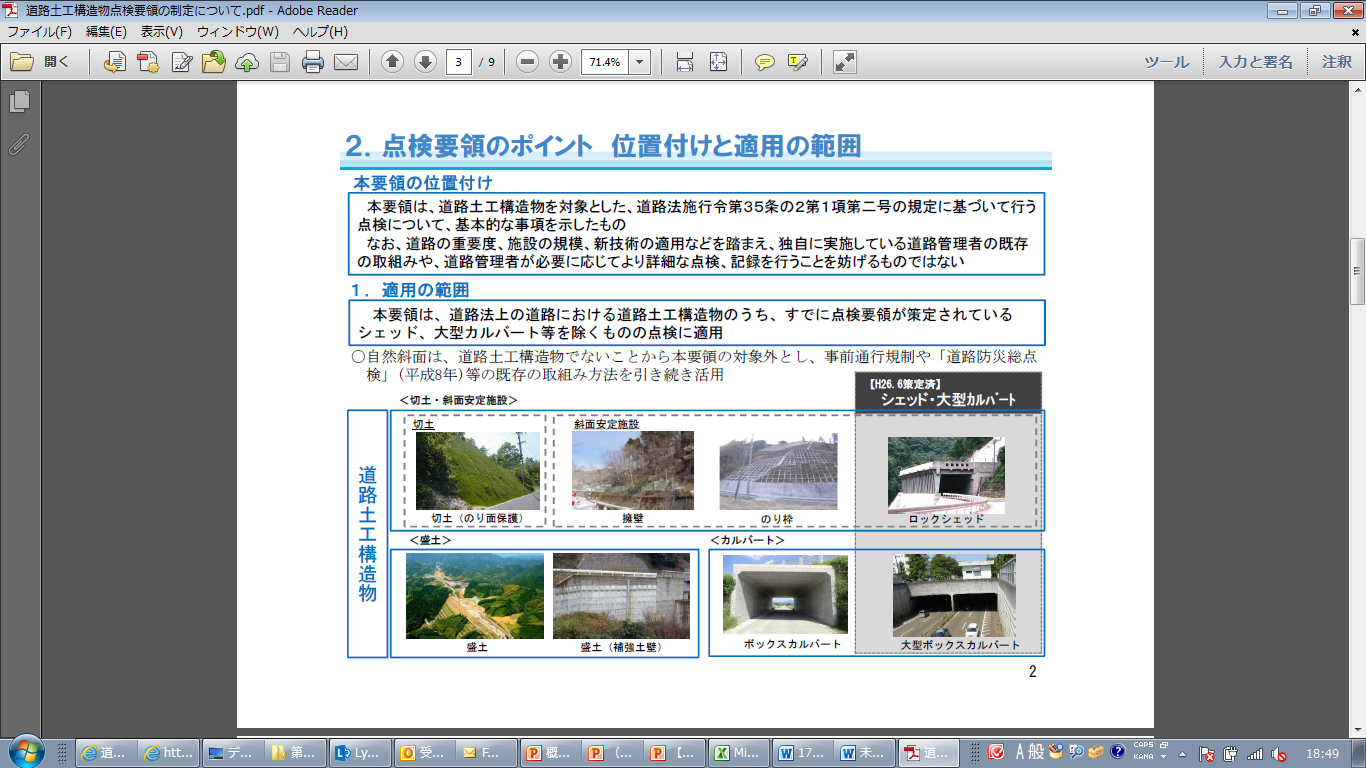 道路土工構造物点検要領の制定について.pdf - Adobe Reader
ファイル(F) 編集(E) 表示(V) ウィンドウ(W) ヘルプ(H)
開く 3 / 9 71.4% ツール 入力と署名 注釈
２．点検要領のポイント 位置付けと適用の範囲
本要領の位置付け
本要領は、道路土工構造物を対象とした、道路法施行令第３５条の２第１項第二号の規定に基づいて行う
点検について、基本的な事項を示したもの
なお、道路の重要度、施設の規模、新技術の適用などを踏まえ、独自に実施している道路管理者の既存
の取組みや、道路管理者が必要に応じてより詳細な点検、記録を行うことを妨げるものではない
１． 適用の範囲
本要領は、道路法上の道路における道路土工構造物のうち、すでに点検要領が策定されている
シェッド、大型カルバート等を除くものの点検に適用
○自然斜面は、道路土工構造物でないことから本要領の対象外とし、事前通行規制や「道路防災総点
検」(平成8年)等の既存の取組み方法を引き続き活用
【H26.6策定済】
シェッド・大型カルバート
＜切土・斜面安定施設＞
道路土工構造物
切土
斜面安定施設
切土（のり面保護）
擁壁
のり枠
ロックシェッド
＜盛土＞
＜カルバート＞
盛土
盛土（補強土壁）
ボックスカルバート
大型ボックスカルバート
2
道... htt... デ... 第... Ly... 受... F... 概... （... 【... Mi... 17... 未... 道... A 般 CAPS KANA 18:49